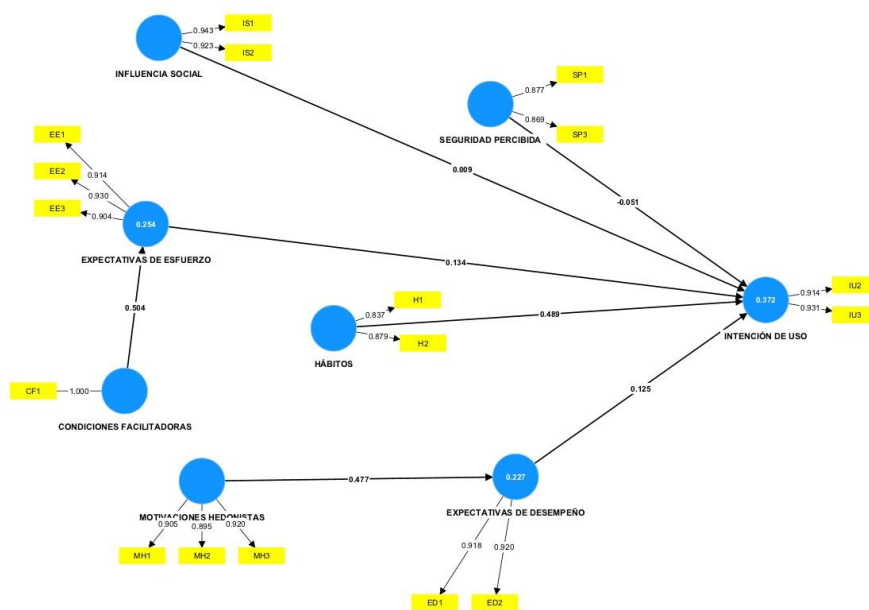 IS1
0.943
0.923
IS2
INFLUENCIA SOCIAL
SP1
0.877
0.869
SP3
SEGURIDAD PERCIBIDA
EE1
EE2
EE3
0.914
0.930
0.904
0.254
EXPECTATIVAS DE ESFUERZO
0.009
-0.051
0.134
0.504
H1
0.837
0.879
H2
HÁBITOS
0.489
0.372
0.914
IU2
0.931
IU3
INTENCIÓN DE USO
0.125
CF1
1.000
CONDICIONES FACILITADORAS
0.477
0.227
MOTIVACIONES HEDONISTAS
EXPECTATIVAS DE DESEMPEÑO
0.905
0.895
0.920
MH1
MH2
MH3
0.918
0.920
ED1
ED2